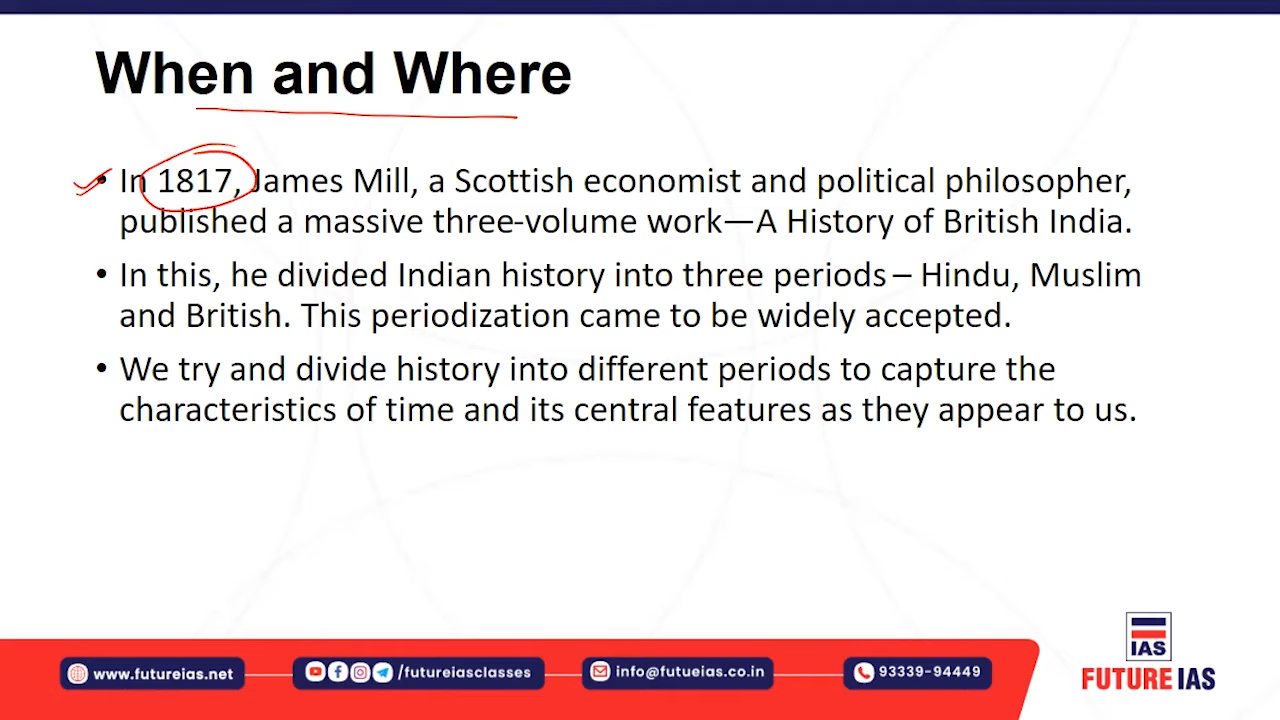 When and Where
• In 1817, James Mill, a Scottish economist and political philosopher,
published a massive three-volume work—A History of British India.
• In this, he divided Indian history into three periods – Hindu, Muslim
and British. This periodization came to be widely accepted.
• We try and divide history into different periods to capture the
characteristics of time and its central features as they appear to us.
IAS
www.futureias.net
/futureiasclasses
info@futueias.co.in
93339-94449
FUTURE IAS